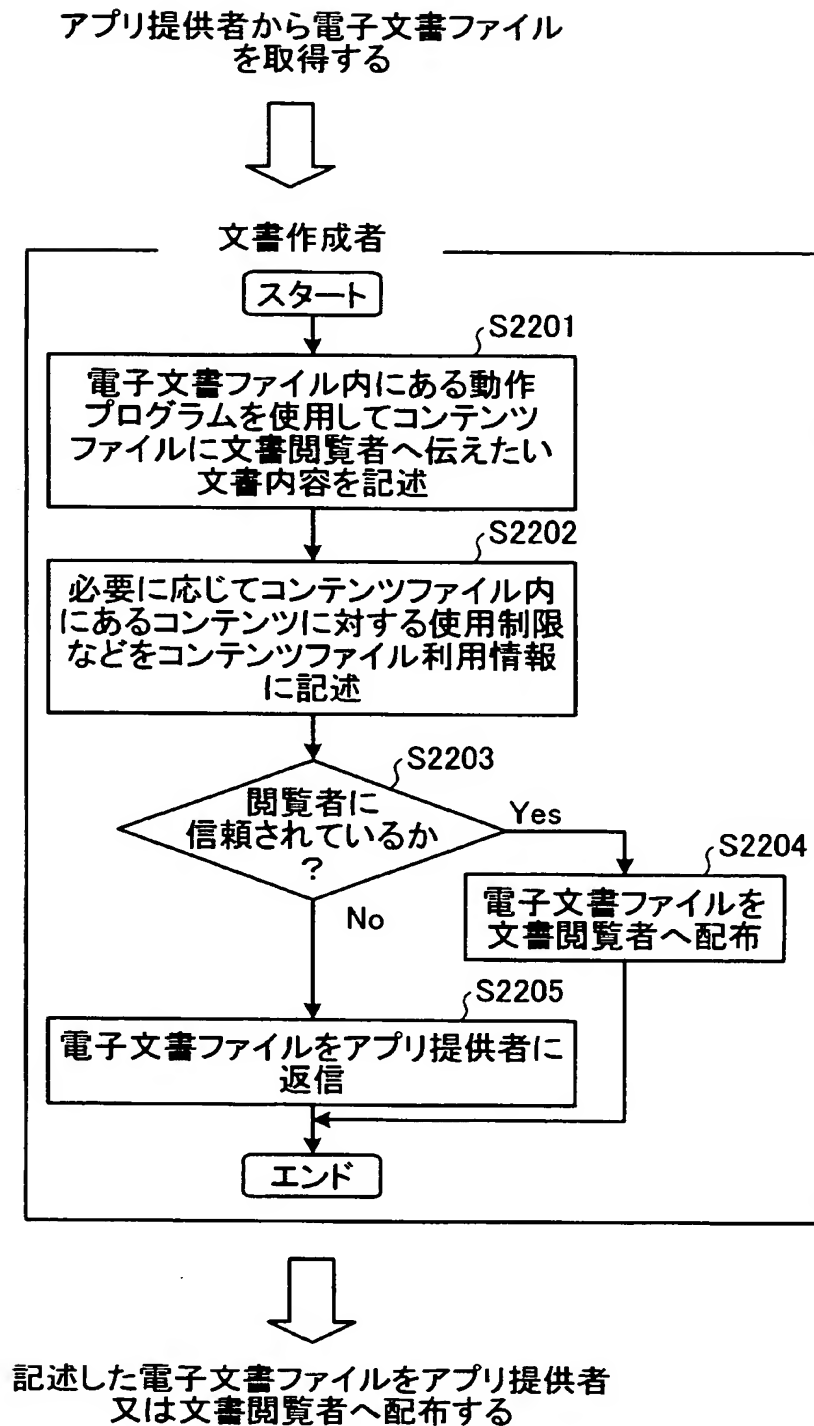 アプリ提供者から電子文書ファイル
を取得する
文書作成者
スタート
S2201
電子文書ファイル内にある動作
プログラムを使用してコンテンツ
ファイルに文書閲覧者へ伝えたい
文書内容を記述
S2202
必要に応じてコンテンツファイル内
にあるコンテンツに対する使用制限
などをコンテンツファイル利用情報
に記述
S2203
閲覧者に
信頼されているか
?
Yes
No
S2204
電子文書ファイルを
文書閲覧者へ配布
S2205
電子文書ファイルをアプリ提供者に
返信
エンド
記述した電子文書ファイルをアプリ提供者
又は文書閲覧者へ配布する